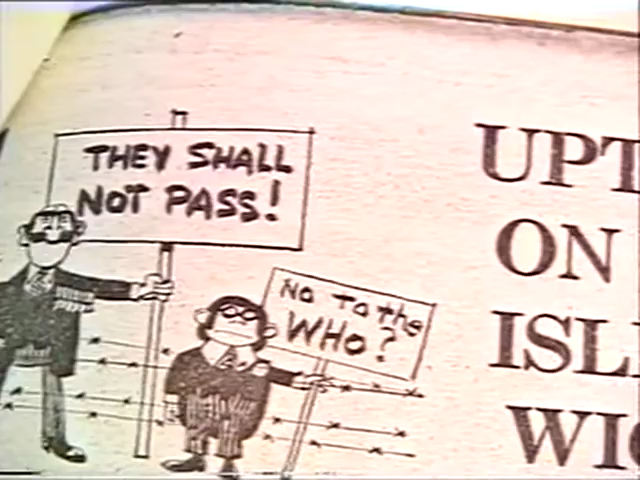 THEY SHALL
NOT PASS!
No To the
WHO?
UPT
ON
ISL
WI